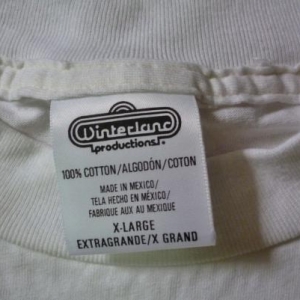 Winterland
productions.
100% COTTON/ALGODÓN/COTON
MADE IN MEXICO/
TELA HECHO EN MÉXICO/
FABRIQUE AUX AU MEXIQUE
X-LARGE
EXTRAGRANDE/X GRAND